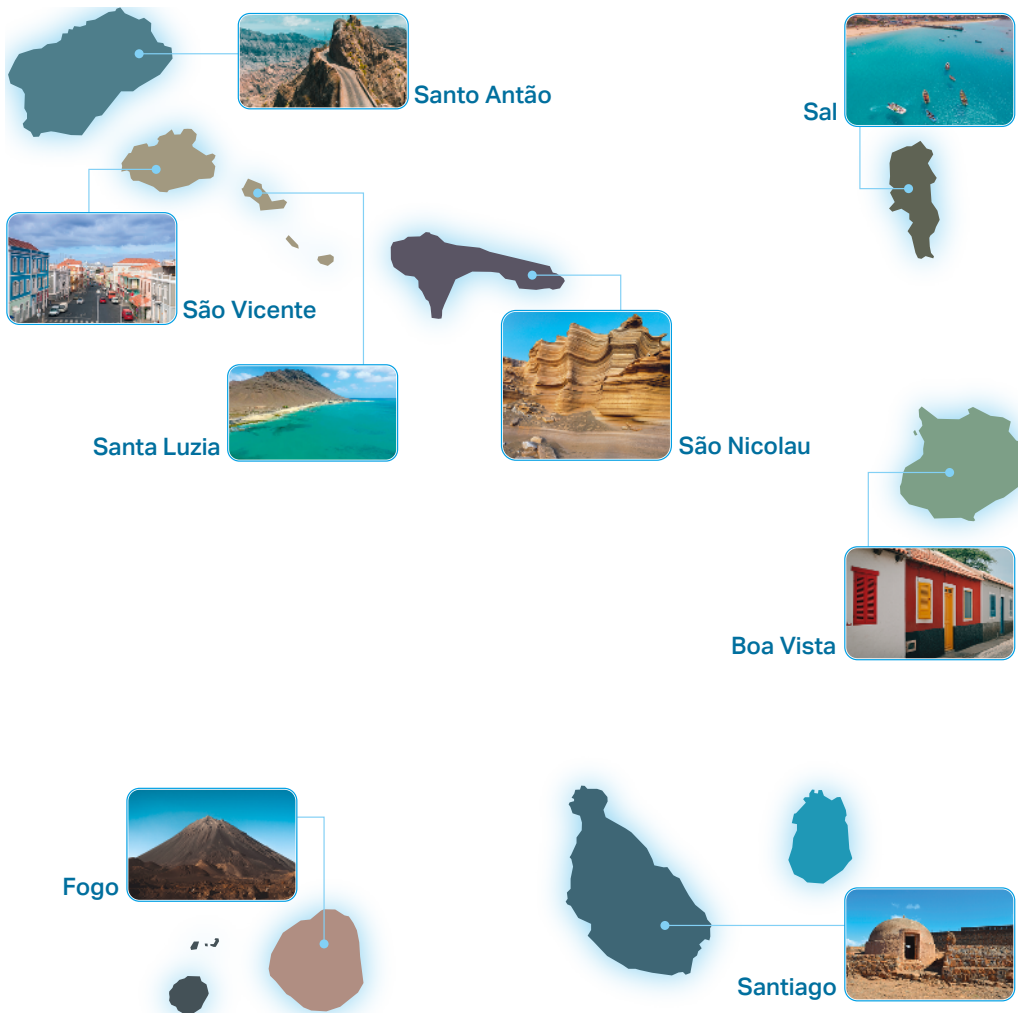 Santo Antão
Sal
São Vicente
Santa Luzia
São Nicolau
Boa Vista
Fogo
Santiago